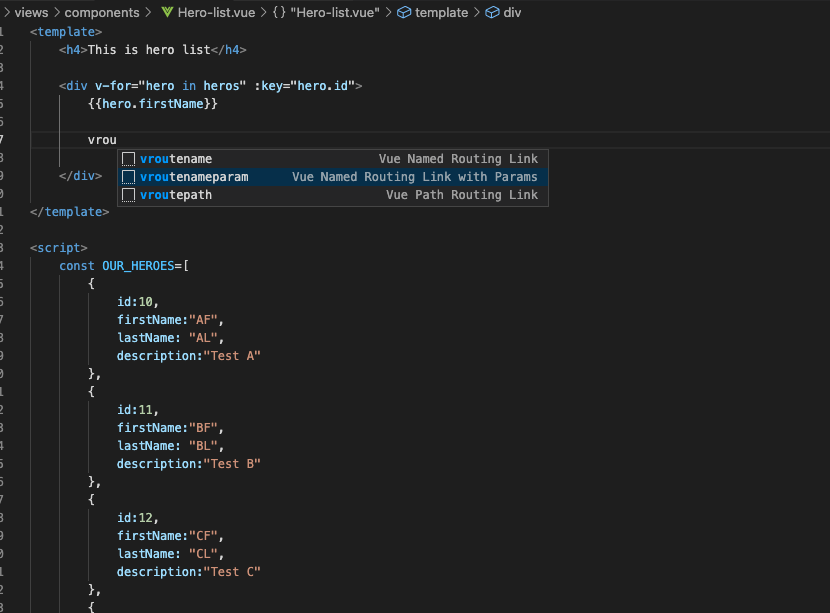 views > components > Hero-list.vue > {} "Hero-list.vue" > template > div
1 <template>
2 <h4>This is hero list</h4>
3
4 <div v-for="hero in heros" :key="hero.id">
5 {{hero.firstName}}
6
7 vrou
8 vroutename Vue Named Routing Link
vroutenameparam Vue Named Routing Link with Params
9 </div>
0 vroutepath Vue Path Routing Link
1 </template>
2
3 <script>
4 const OUR_HEROES=[
5 {
6 id:10,
7 firstName:"AF",
8 lastName: "AL",
9 description:"Test A"
0 },
1 {
2 id:11,
3 firstName:"BF",
4 lastName: "BL",
5 description:"Test B"
6 },
7 {
8 id:12,
9 firstName:"CF",
0 lastName: "CL",
1 description:"Test C"
2 },
3 {